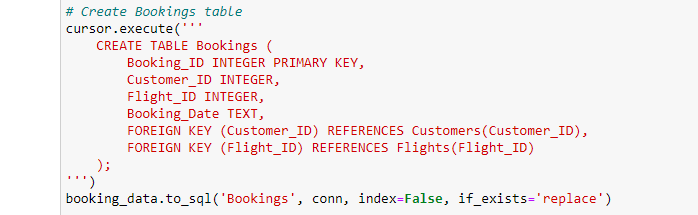 # Create Bookings table
cursor.execute('''
    CREATE TABLE Bookings (
        Booking_ID INTEGER PRIMARY KEY,
        Customer_ID INTEGER,
        Flight_ID INTEGER,
        Booking_Date TEXT,
        FOREIGN KEY (Customer_ID) REFERENCES Customers(Customer_ID),
        FOREIGN KEY (Flight_ID) REFERENCES Flights(Flight_ID)
    );
''')
booking_data.to_sql('Bookings', conn, index=False, if_exists='replace')